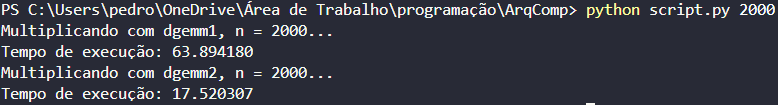 PS C:\Users\pedro\OneDrive\Área de Trabalho\programação\ArqComp> python script.py 2000
Multiplicando com dgemm1, n = 2000...
Tempo de execução: 63.894180
Multiplicando com dgemm2, n = 2000...
Tempo de execução: 17.520307